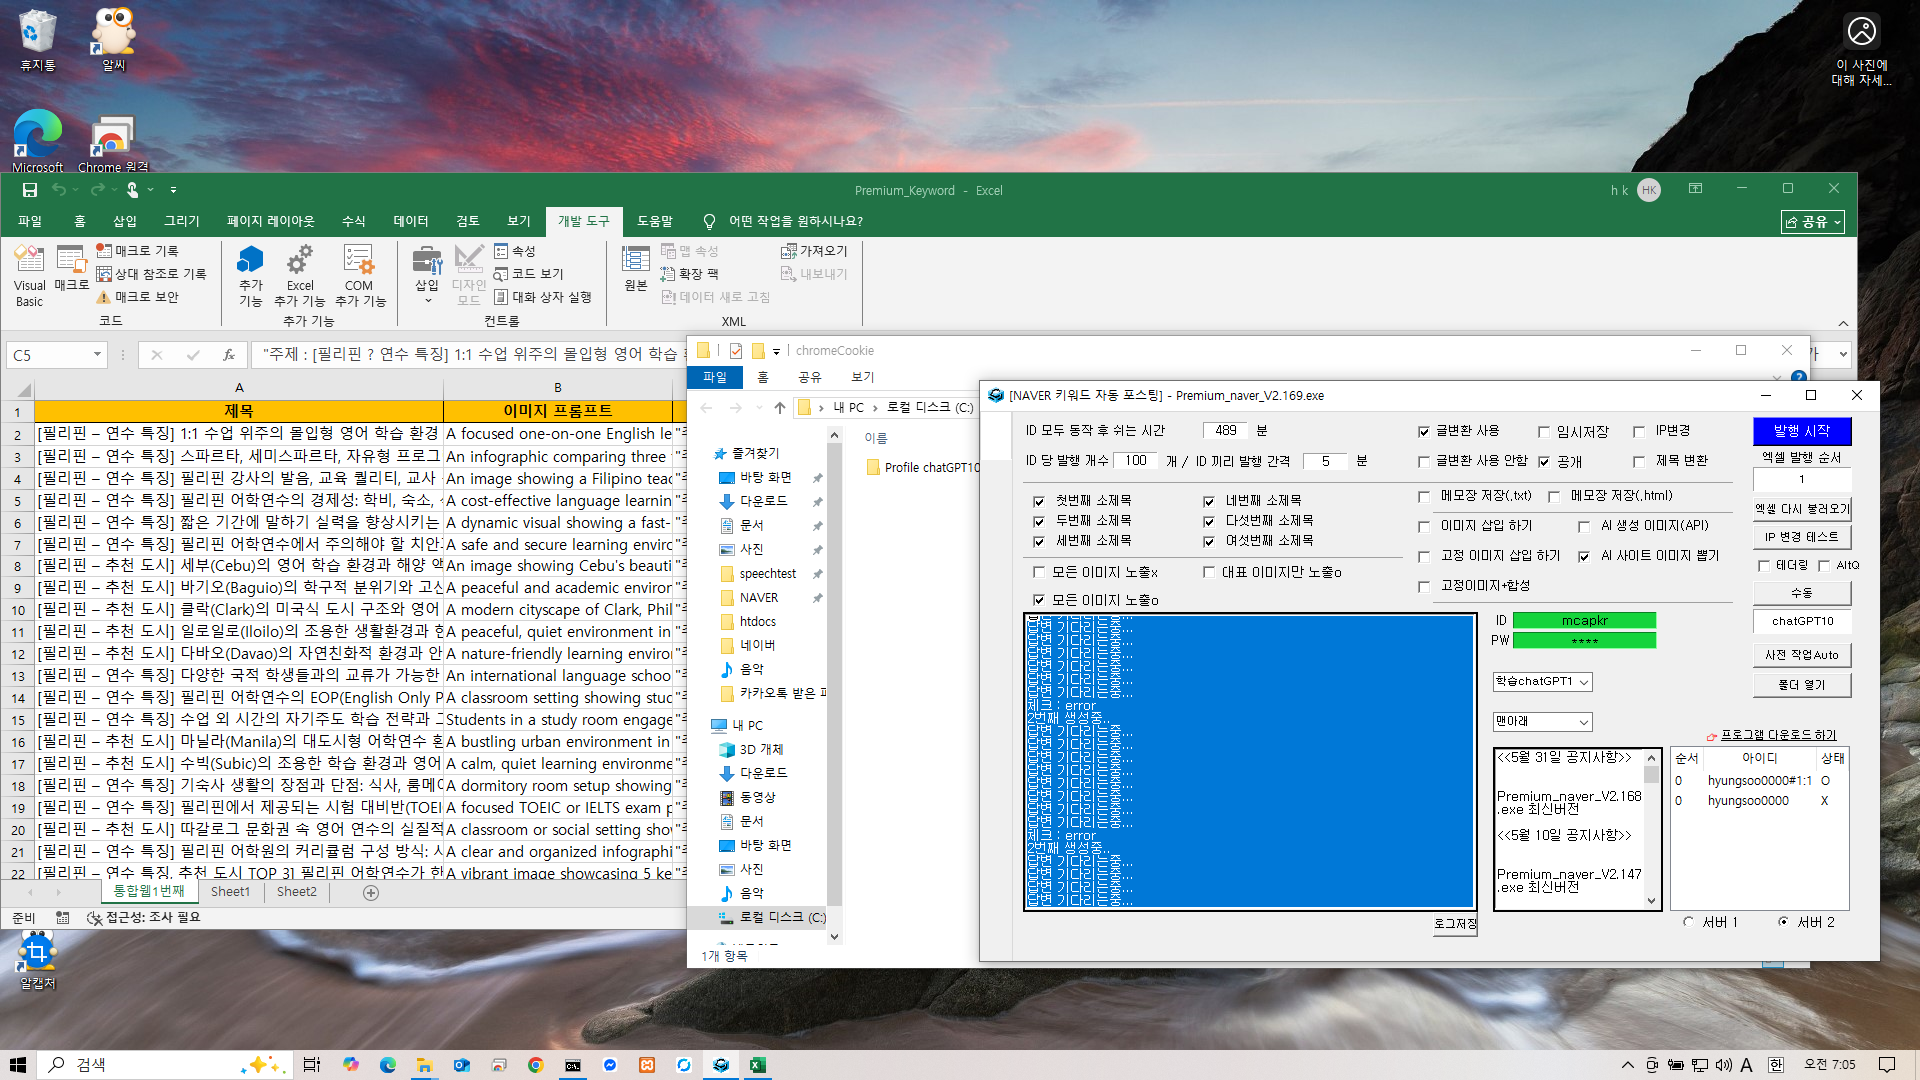 휴지통
알씨
이 사진에
대해 자세...
Microsoft
Chrome 원격
Premium_Keyword - Excel
h k
HK
파일
홈
삽입
그리기
페이지 레이아웃
수식
데이터
검토
보기
개발 도구
도움말
어떤 작업을 원하시나요?
공유
Visual
Basic
매크로
매크로 기록
상대 참조로 기록
매크로 보안
코드
추가
기능
Excel
추가 기능
COM
추가 기능
추가 기능
삽입
디자인
모드
속성
코드 보기
대화 상자 실행
컨트롤
원본
맵 속성
확장 팩
데이터 새로 고침
가져오기
내보내기
XML
C5
fx
"주제 : [필리핀 ? 연수 특징] 1:1 수업 위주의 몰입형 영어 학습
A
B
1 제목 이미지 프롬프트
2 [필리핀 – 연수 특징] 1:1 수업 위주의 몰입형 영어 학습 환경 A focused one-on-one English le
3 [필리핀 – 연수 특징] 스파르타, 세미스파르타, 자유형 프로그 An infographic comparing three
4 [필리핀 – 연수 특징] 필리핀 강사의 발음, 교육 퀄리티, 교사 An image showing a Filipino tea
5 [필리핀 – 연수 특징] 필리핀 어학연수의 경제성: 학비, 숙소, A cost-effective language learnin
6 [필리핀 – 연수 특징] 짧은 기간에 말하기 실력을 향상시키는 A dynamic visual showing a fast-
7 [필리핀 – 연수 특징] 필리핀 어학연수에서 주의해야 할 치안 A safe and secure learning envir
8 [필리핀 – 추천 도시] 세부(Cebu)의 영어 학습 환경과 해양 액 An image showing Cebu's beauti
9 [필리핀 – 추천 도시] 바기오(Baguio)의 학구적 분위기와 고산 A peaceful and academic environ
10 [필리핀 – 추천 도시] 클락(Clark)의 미국식 도시 구조와 영어 A modern cityscape of Clark, Phil
11 [필리핀 – 추천 도시] 일로일로(Iloilo)의 조용한 생활환경과 A peaceful, quiet environment in
12 [필리핀 – 추천 도시] 다바오(Davao)의 자연친화적 환경과 안 A nature-friendly learning enviror
13 [필리핀 – 연수 특징] 다양한 국적 학생들과의 교류가 가능한 An international language schoo
14 [필리핀 – 연수 특징] 필리핀 어학연수의 EOP(English Only P A classroom setting showing stuc
15 [필리핀 – 연수 특징] 수업 외 시간의 자기주도 학습 전략과 그 Students in a study room engage
16 [필리핀 – 추천 도시] 마닐라(Manila)의 대도시형 어학연수 환 A bustling urban environment in
17 [필리핀 – 추천 도시] 수빅(Subic)의 조용한 학습 환경과 영어 A calm, quiet learning environme
18 [필리핀 – 연수 특징] 기숙사 생활의 장점과 단점: 식사, 룸메이 A dormitory room setup showing
19 [필리핀 – 연수 특징] 필리핀에서 제공되는 시험 대비반(TOEI A focused TOEIC or IELTS exam p
20 [필리핀 – 추천 도시] 따갈로그 문화권 속 영어 연수의 실질적 A classroom or social setting sho
21 [필리핀 – 연수 특징] 필리핀 어학원의 커리큘럼 구성 방식: A clear and organized infographi
22 [필리핀 – 연수 특징, 추천 도시 TOP 3] 필리핀 어학연수가 한 A vibrant image showcasing 5 ke
통합웹1번째
Sheet1
Sheet2
준비
접근성: 조사 필요
알캡처
chromeCookie
파일
홈
공유
보기
내 PC
로컬 디스크 (C:)
이름
Profile chatGPT10
즐겨찾기
바탕 화면
다운로드
문서
사진
speechtest
NAVER
htdocs
네이버
음악
카카오톡 받은 파
내 PC
3D 개체
다운로드
동영상
문서
바탕 화면
사진
음악
로컬 디스크 (C:)
1개 항목
[NAVER 키워드 자동 포스팅] - Premium_naver_V2.169.exe
ID 모두 동작 후 쉬는 시간 489 분
ID 당 발행 개수 100 개 / ID 끼리 발행 간격 5 분
첫번째 소제목
두번째 소제목
세번째 소제목
네번째 소제목
다섯번째 소제목
여섯번째 소제목
모든 이미지 노출x
대표 이미지만 노출o
모든 이미지 노출o
글변환 사용
임시저장
IP변경
글변환 사용 안함
공개
제목 변환
메모장 저장(.txt)
메모장 저장(.html)
이미지 삽입 하기
AI 생성 이미지(API)
고정 이미지 삽입 하기
AI 사이트 이미지 뽑기
고정이미지+합성
발행 시작
엑셀 발행 순서
1
엑셀 다시 불러오기
IP 변경 테스트
테더링
AltQ
수동
chatGPT10
사전 작업Auto
폴더 열기
ID mcapkr
PW ****
학습chatGPT1
맨아래
답변 기다리는중...
답변 기다리는중...
답변 기다리는중...
답변 기다리는중...
답변 기다리는중...
답변 기다리는중...
체크 : error
2번째 생성중..
답변 기다리는중...
답변 기다리는중...
답변 기다리는중...
답변 기다리는중...
답변 기다리는중...
답변 기다리는중...
답변 기다리는중...
답변 기다리는중...
체크 : error
2번째 생성중..
답변 기다리는중...
답변 기다리는중...
답변 기다리는중...
답변 기다리는중...
로그저장
<<5월 31일 공지사항>>
Premium_naver_V2.168
.exe 최신버전
<<5월 10일 공지사항>>
Premium_naver_V2.147
.exe 최신버전
프로그램 다운로드 하기
순서 아이디 상태
0 hyungsoo0000#1:1 O
0 hyungsoo0000 X
서버 1
서버 2
검색
A
한
오전 7:05